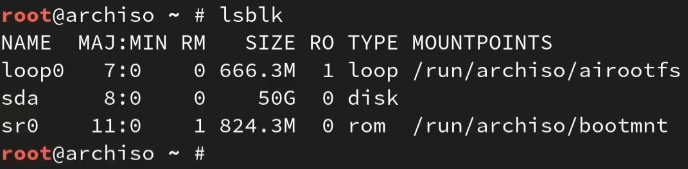 root@archiso ~ # lsblk
NAME   MAJ:MIN RM   SIZE RO TYPE MOUNTPOINTS
loop0    7:0    0 666.3M  1 loop /run/archiso/airootfs
sda      8:0    0    50G  0 disk
sr0     11:0    1 824.3M  0 rom  /run/archiso/bootmnt
root@archiso ~ #